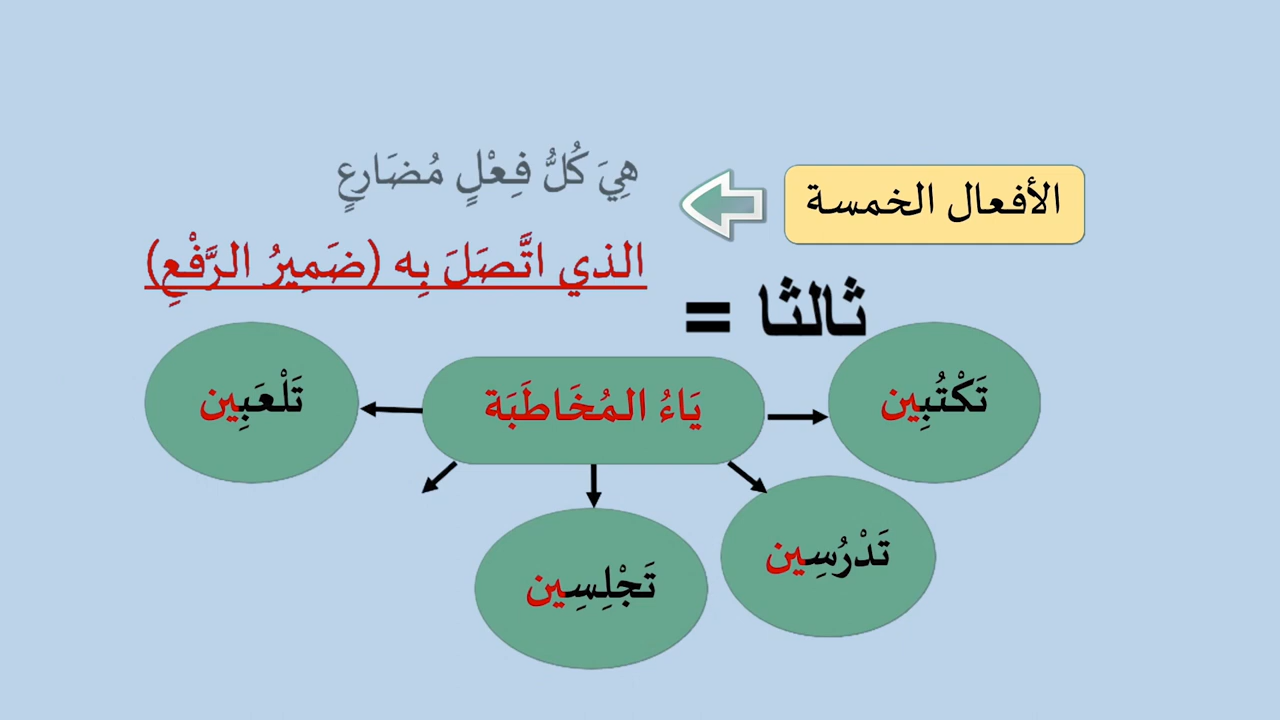 الأفعال الخمسة
هِيَ كُلُّ فِعْلٍ مُضَارِعٍ
الذي اتَّصَلَ بِه (ضَمِيرُ الرَّفْعِ)
ثالثا =
يَاءُ المُخَاطَبَة
تَكْتُبِين
تَدْرُسِين
تَجْلِسِين
تَلْعَبِين